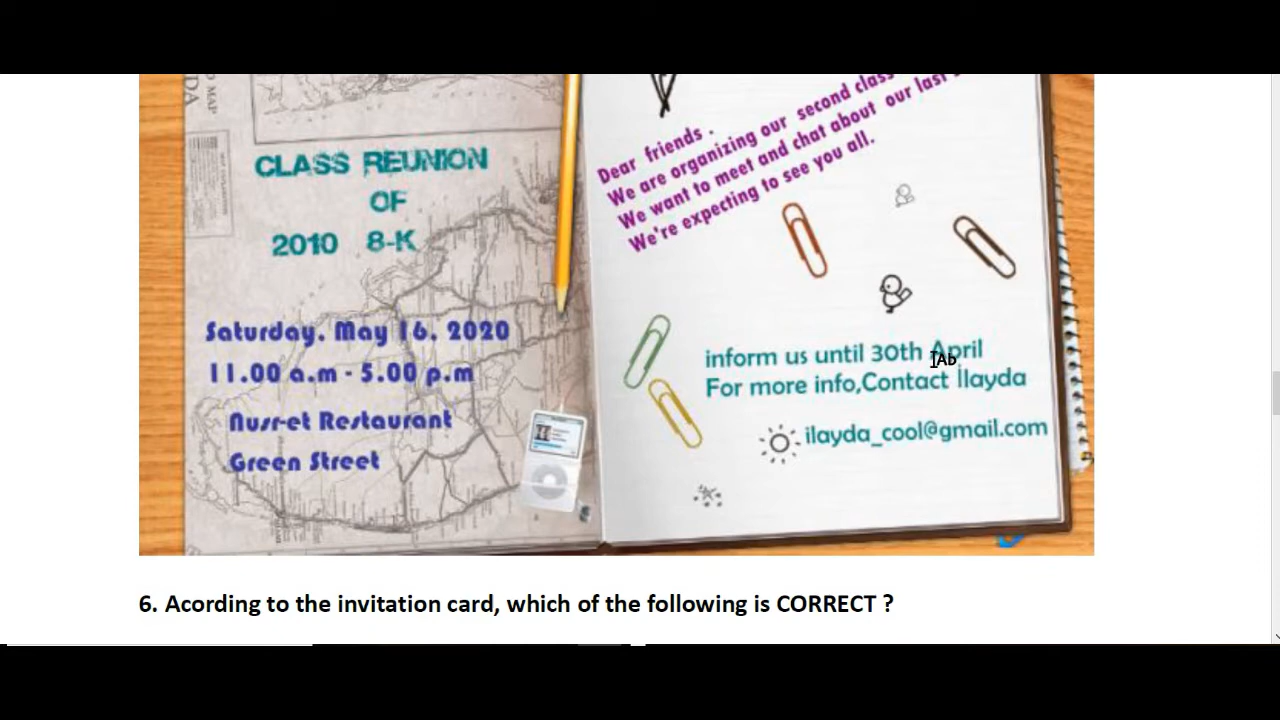 CLASS REUNION
OF
2010 8-K
Saturday, May 16, 2020
11.00 a.m - 5.00 p.m
Nusr-et Restaurant
Green Street
Dear friends .
We are organizing our second class
We want to meet and chat about our last
We're expecting to see you all.
inform us until 30th April
For more info,Contact İlayda
ilayda_cool@gmail.com
6. Acording to the invitation card, which of the following is CORRECT ?